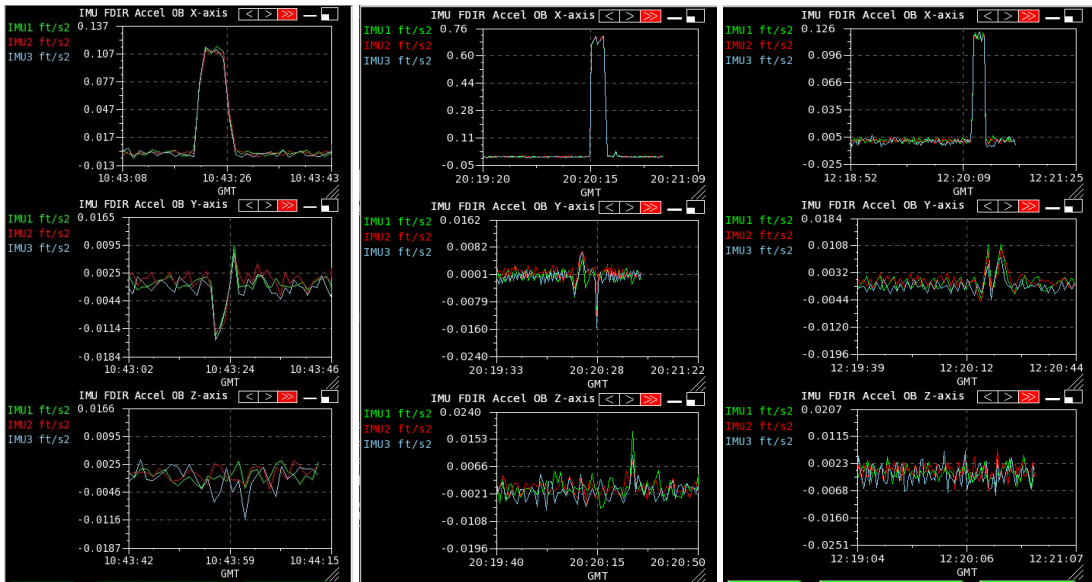 IMU FDIR Accel OB X-axis < > >>
0.137
IMU1 ft/s2
IMU2 ft/s2
IMU3 ft/s2
0.107
0.077
0.047
0.017
-0.013
10:43:08 10:43:26 10:43:43
GMT
IMU FDIR Accel OB Y-axis < > >>
0.0165
IMU1 ft/s2
IMU2 ft/s2
IMU3 ft/s2
0.0095
0.0025
-0.0044
-0.0114
-0.0184
10:43:02 10:43:24 10:43:46
GMT
IMU FDIR Accel OB Z-axis < > >>
0.0166
IMU1 ft/s2
IMU2 ft/s2
IMU3 ft/s2
0.0095
0.0025
-0.0046
-0.0116
-0.0187
10:43:42 10:43:59 10:44:15
GMT
IMU FDIR Accel OB X-axis < > >>
0.76
IMU1 ft/s2
IMU2 ft/s2
IMU3 ft/s2
0.60
0.44
0.28
0.11
-0.05
20:19:20 20:20:15 20:21:09
GMT
IMU FDIR Accel OB Y-axis < > >>
0.0162
IMU1 ft/s2
IMU2 ft/s2
IMU3 ft/s2
0.0082
0.0001
-0.0079
-0.0160
-0.0240
20:19:33 20:20:28 20:21:22
GMT
IMU FDIR Accel OB Z-axis < > >>
0.0240
IMU1 ft/s2
IMU2 ft/s2
IMU3 ft/s2
0.0153
0.0066
-0.0021
-0.0108
-0.0196
19:40 20:20:15 20:20:50
GMT
IMU FDIR Accel OB X-axis < > >>
0.126
IMU1 ft/s2
IMU2 ft/s2
IMU3 ft/s2
0.096
0.066
0.035
0.005
-0.025
12:18:52 12:20:09 12:21:25
GMT
IMU FDIR Accel OB Y-axis < > >>
0.0184
IMU1 ft/s2
IMU2 ft/s2
IMU3 ft/s2
0.0108
0.0032
-0.0044
-0.0120
-0.0196
12:19:39 12:20:12 12:20:44
GMT
IMU FDIR Accel OB Z-axis < > >>
0.0207
IMU1 ft/s2
IMU2 ft/s2
IMU3 ft/s2
0.0115
0.0023
-0.0068
-0.0160
-0.0251
12:19:04 12:20:06 12:21:07
GMT